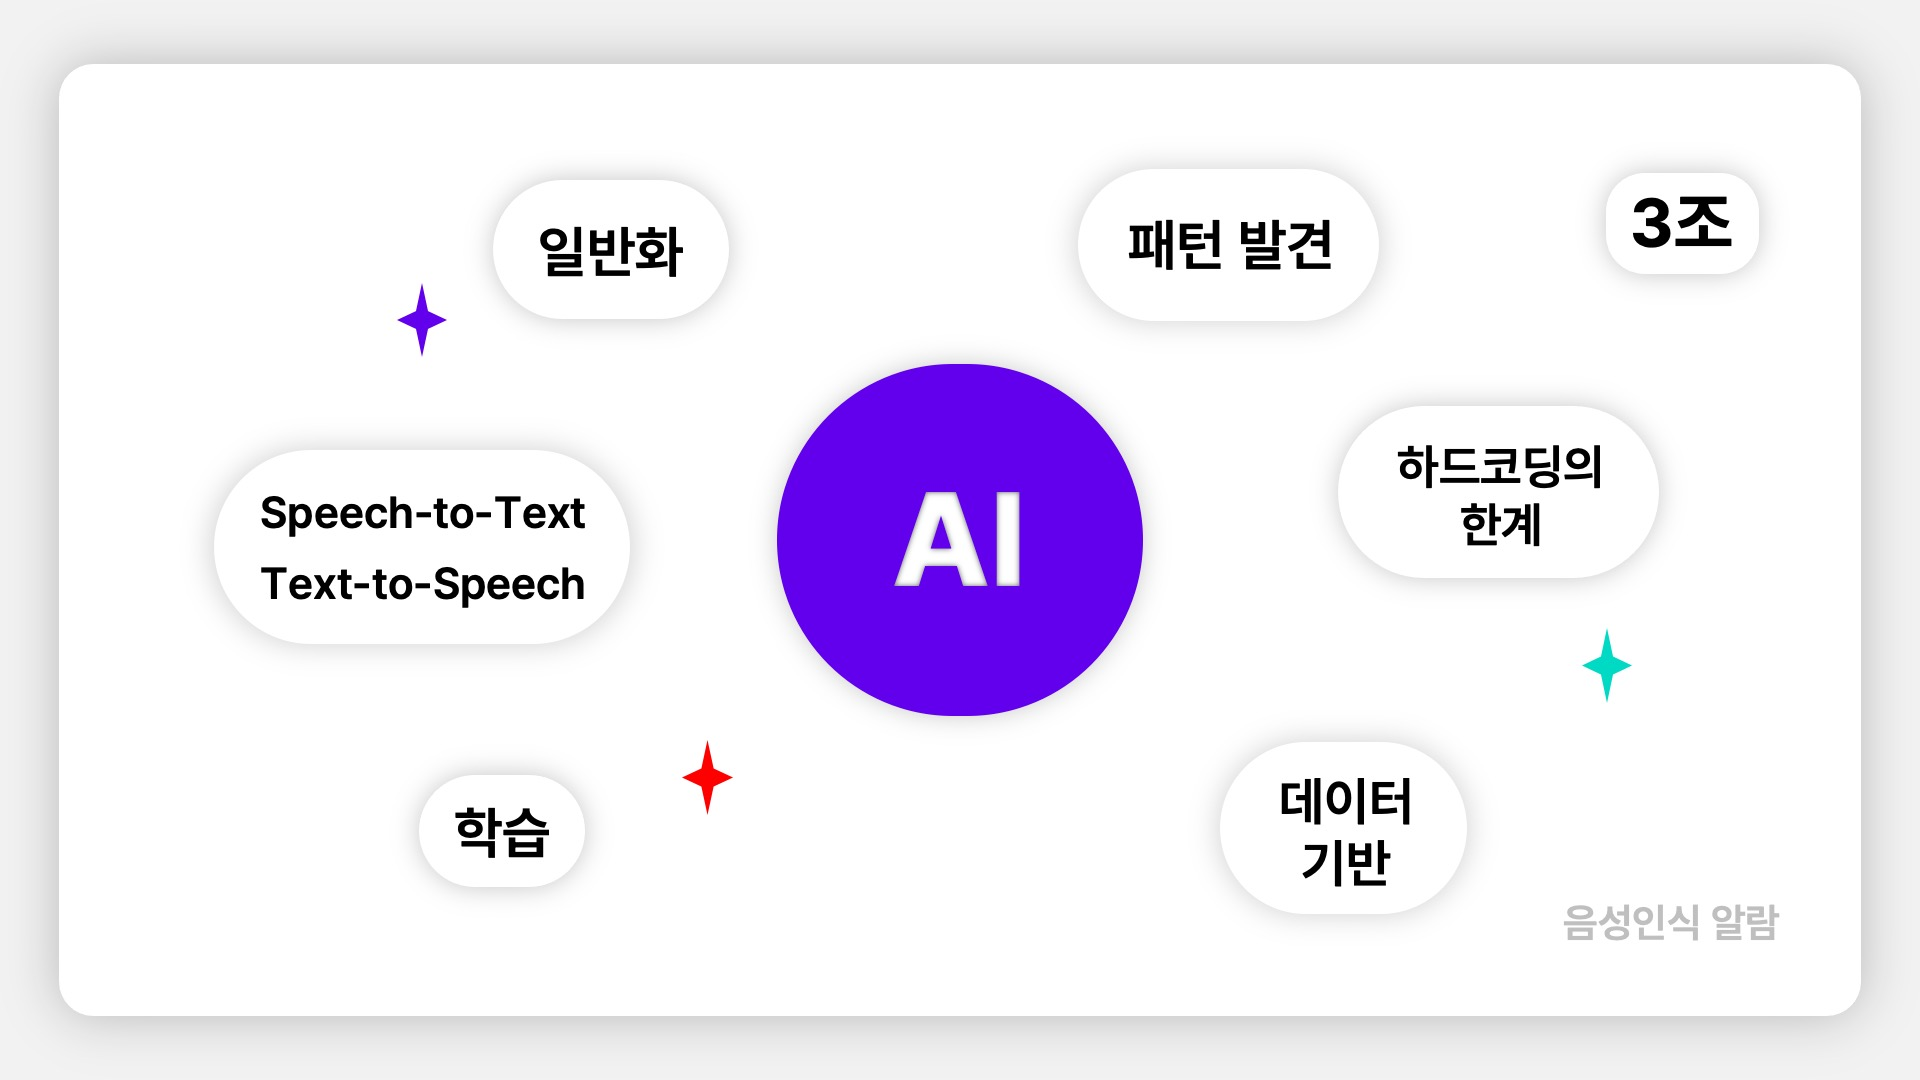 일반화
패턴 발견
3조
Speech-to-Text
Text-to-Speech
AI
하드코딩의
한계
학습
데이터
기반
음성인식 알람